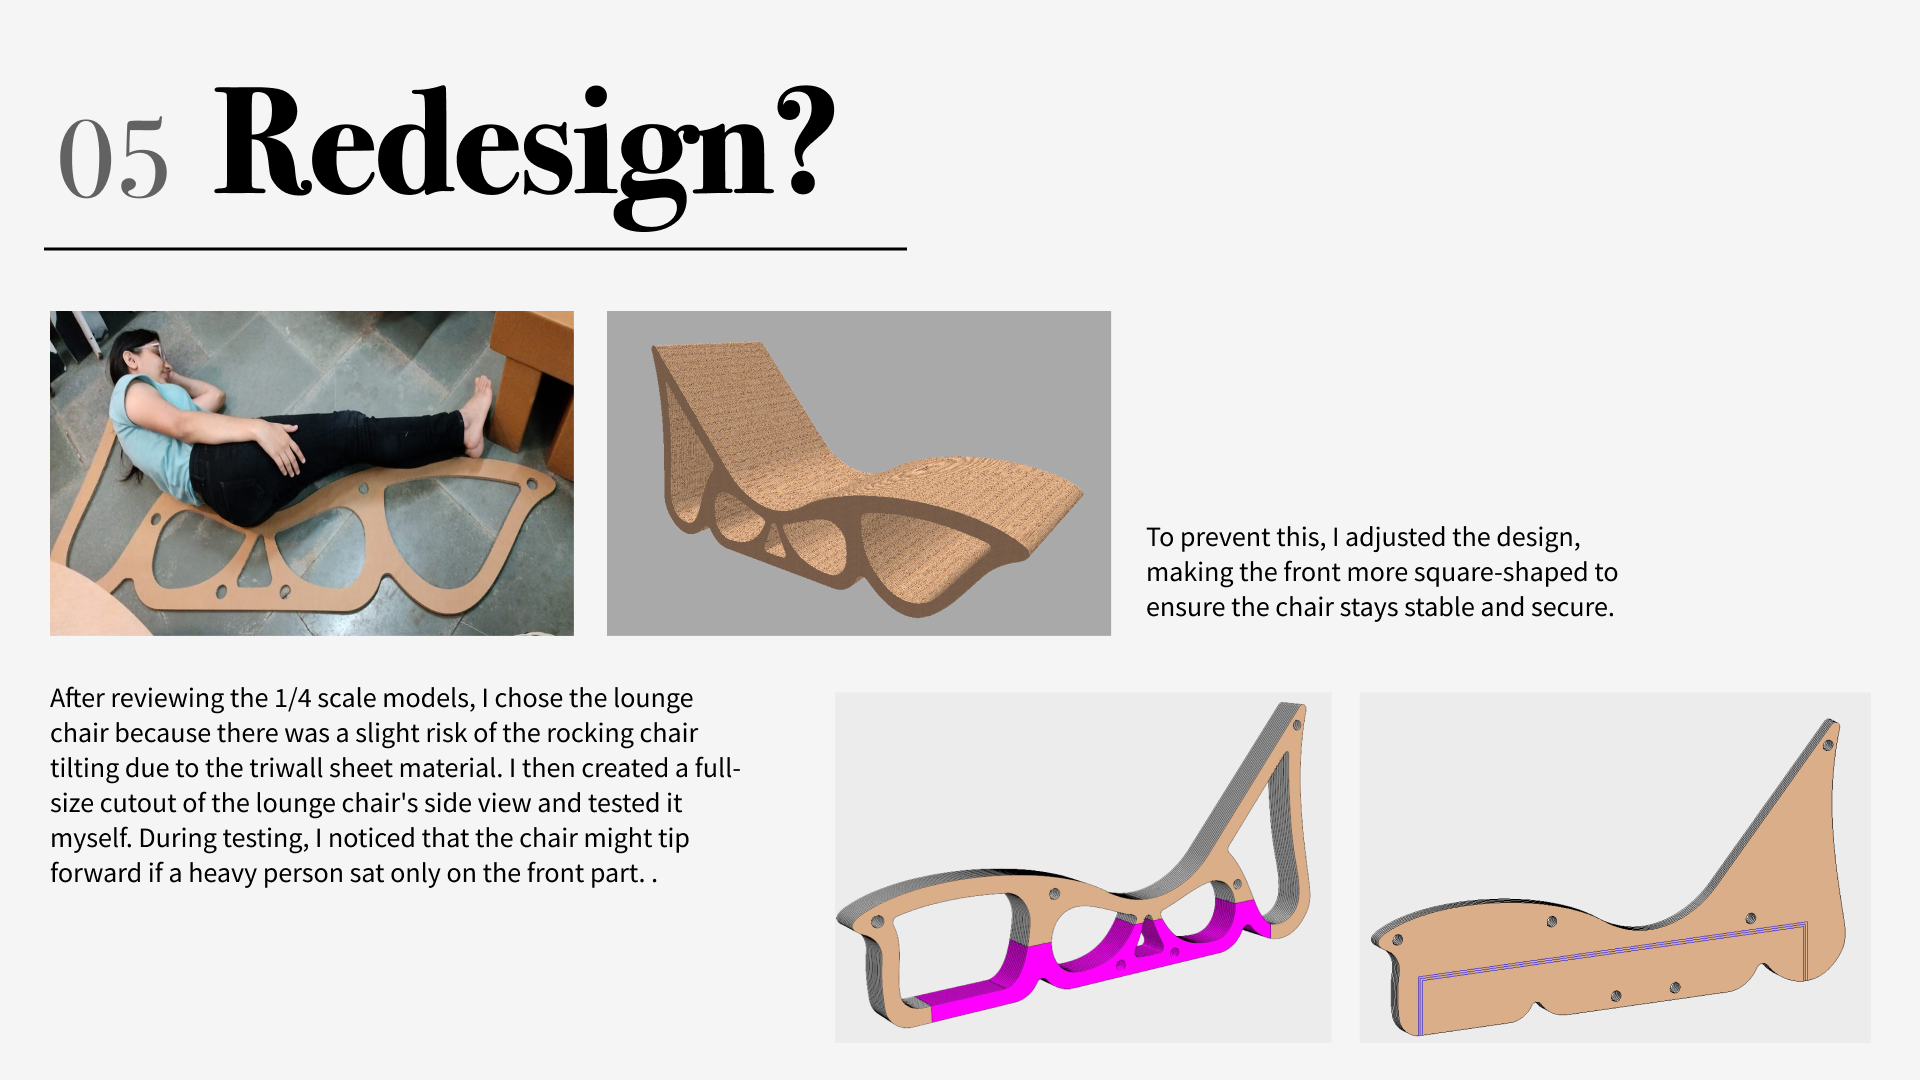 05 Redesign?
After reviewing the 1/4 scale models, I chose the lounge
chair because there was a slight risk of the rocking chair
tilting due to the triwall sheet material. I then created a full-
size cutout of the lounge chair's side view and tested it
myself. During testing, I noticed that the chair might tip
forward if a heavy person sat only on the front part. .
To prevent this, I adjusted the design,
making the front more square-shaped to
ensure the chair stays stable and secure.